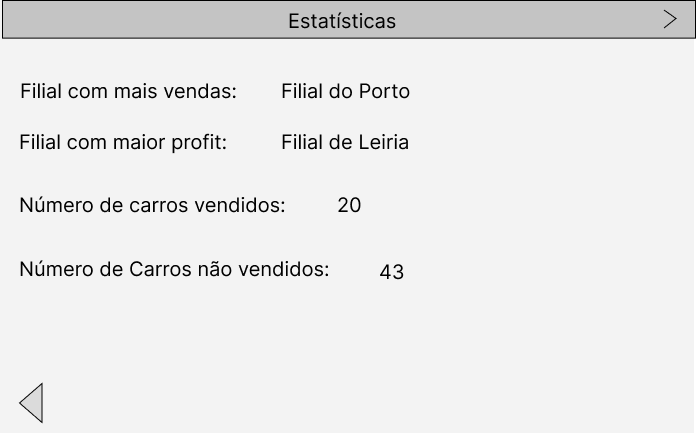 Estatísticas
Filial com mais vendas: Filial do Porto
Filial com maior profit: Filial de Leiria
Número de carros vendidos: 20
Número de Carros não vendidos: 43